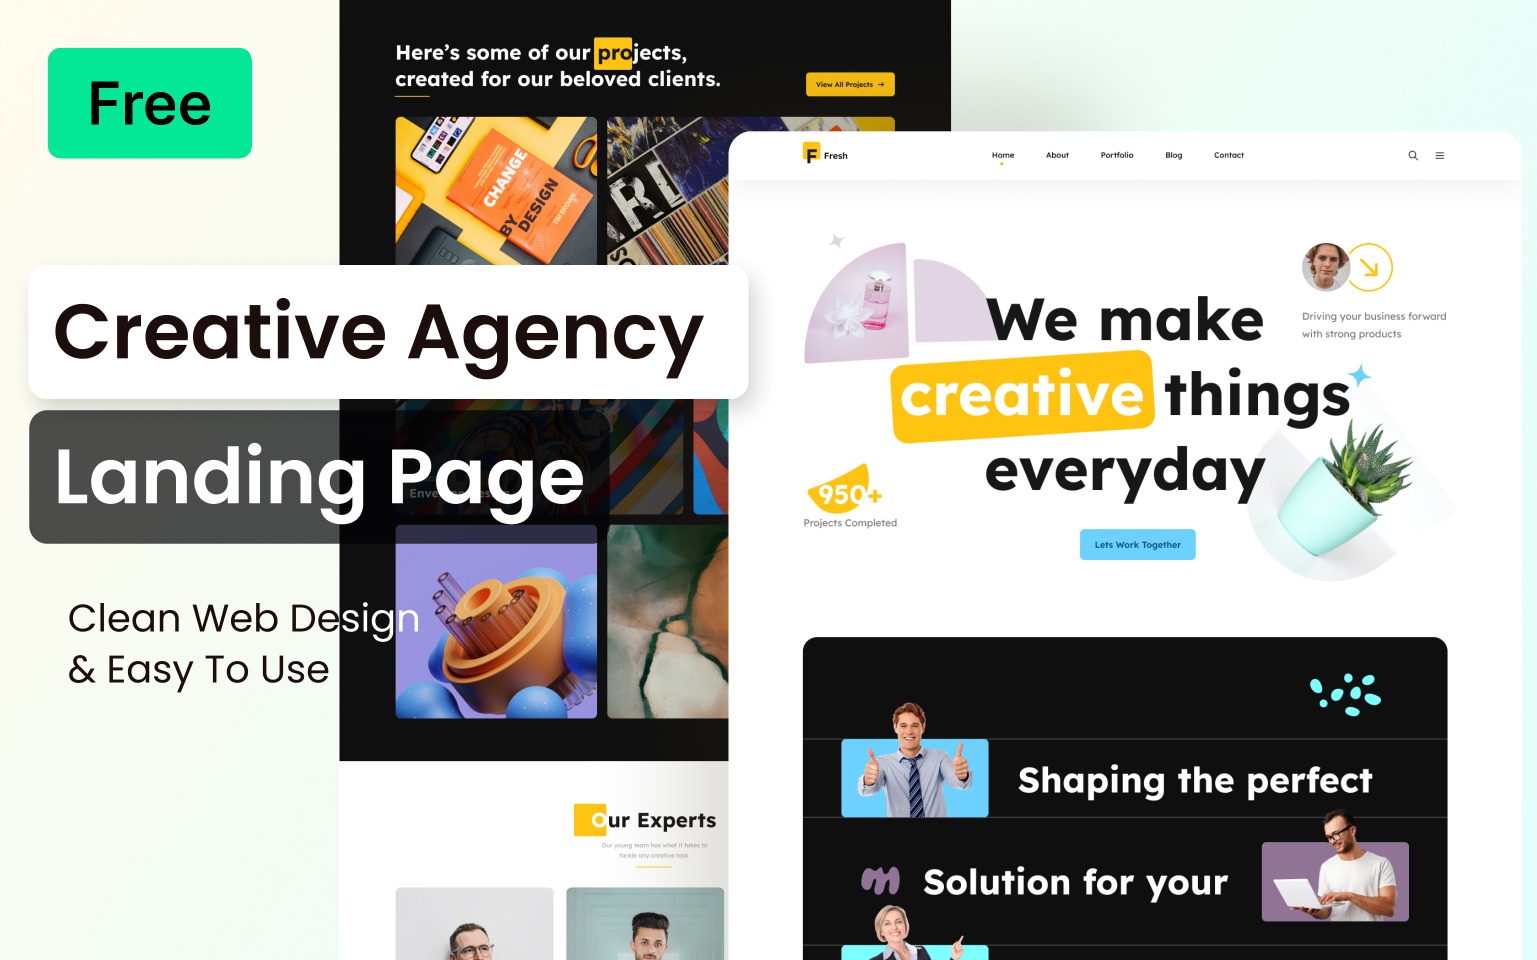 Free
Creative Agency
Landing Page
Clean Web Design
& Easy To Use
Here's some of our projects,
created for our beloved clients.
View All Projects →
CHANGE
BY
DESIGN
TIM BROWN
Our Experts
Our young team has what it takes to
tackle any creative task
F Fresh
Home
About
Portfolio
Blog
Contact
We make
creative things
everyday
Driving your business forward
with strong products
950+
Projects Completed
Lets Work Together
Shaping the perfect
Solution for your